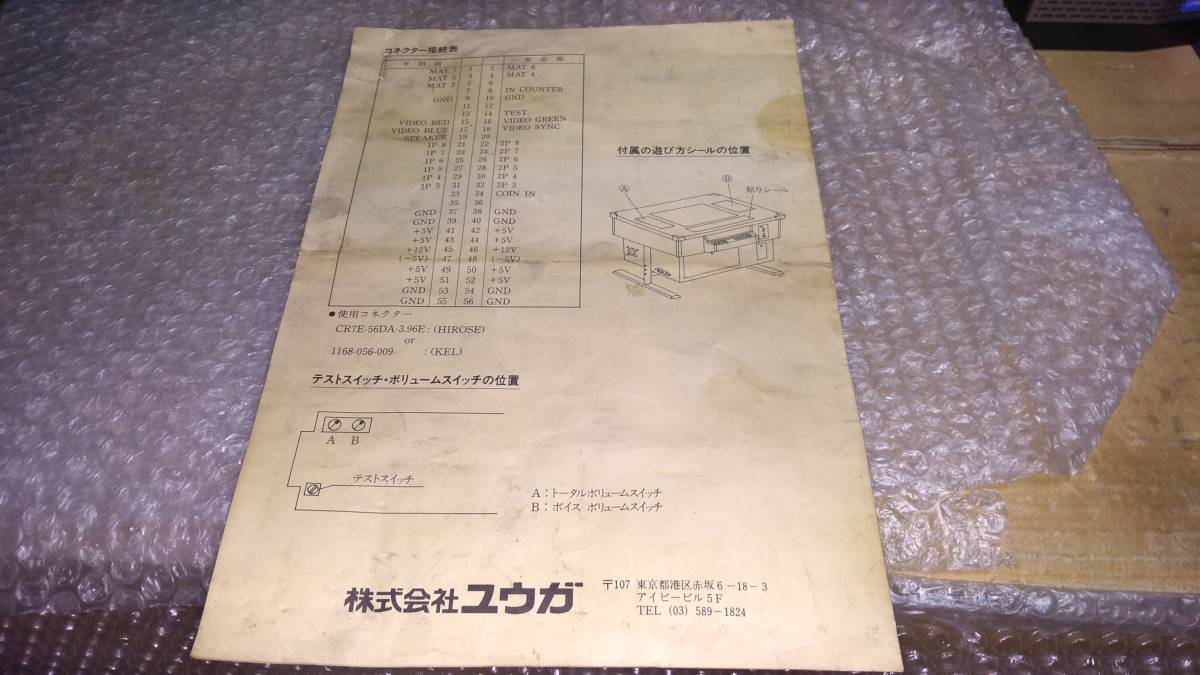 コネクター接続表
半田面 部品面
MAT 7 1 2 MAT 6
MAT 5 3 4 MAT 4
MAT 3 5 6
7 8 IN COUNTER
GND 9 10 GND
11 12
13 14 TEST
VIDEO RED 15 16 VIDEO GREEN
VIDEO BLUE 17 18 VIDEO SYNC
SPEAKER 19 20
1P 8 21 22 2P 8
1P 7 23 24 2P 7
1P 6 25 26 2P 6
1P 5 27 28 2P 5
1P 4 29 30 2P 4
1P 3 31 32 2P 3
33 34 COIN IN
35 36
GND 37 38 GND
GND 39 40 GND
+5V 41 42 +5V
+5V 43 44 +5V
+12V 45 46 +12V
(−5V) 47 48 (−5V)
+5V 49 50 +5V
+5V 51 52 +5V
GND 53 54 GND
GND 55 56 GND
●使用コネクター
CR7E-56DA-3.96E : (HIROSE)
or
1168-056-009 : (KEL)
付属の遊び方シールの位置
A B
貼りシール
テストスイッチ・ボリュームスイッチの位置
A B
テストスイッチ
A：トータルボリュームスイッチ
B：ボイス ボリュームスイッチ
株式会社ユウガ
〒107 東京都港区赤坂6−18−3
アイビービル5F
TEL (03) 589−1824